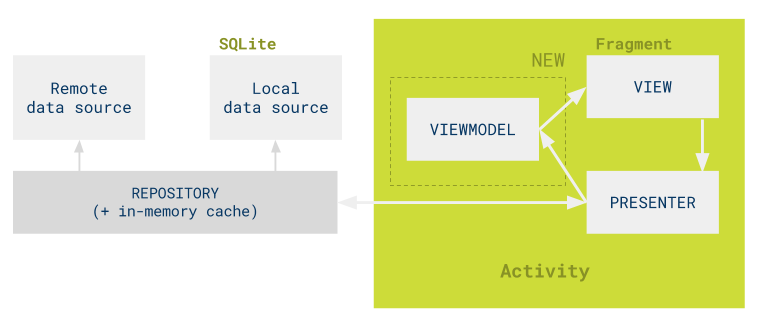 SQLite
Fragment
NEW
Remote
data source
Local
data source
VIEW
VIEWMODEL
REPOSITORY
(+ in-memory cache)
PRESENTER
Activity